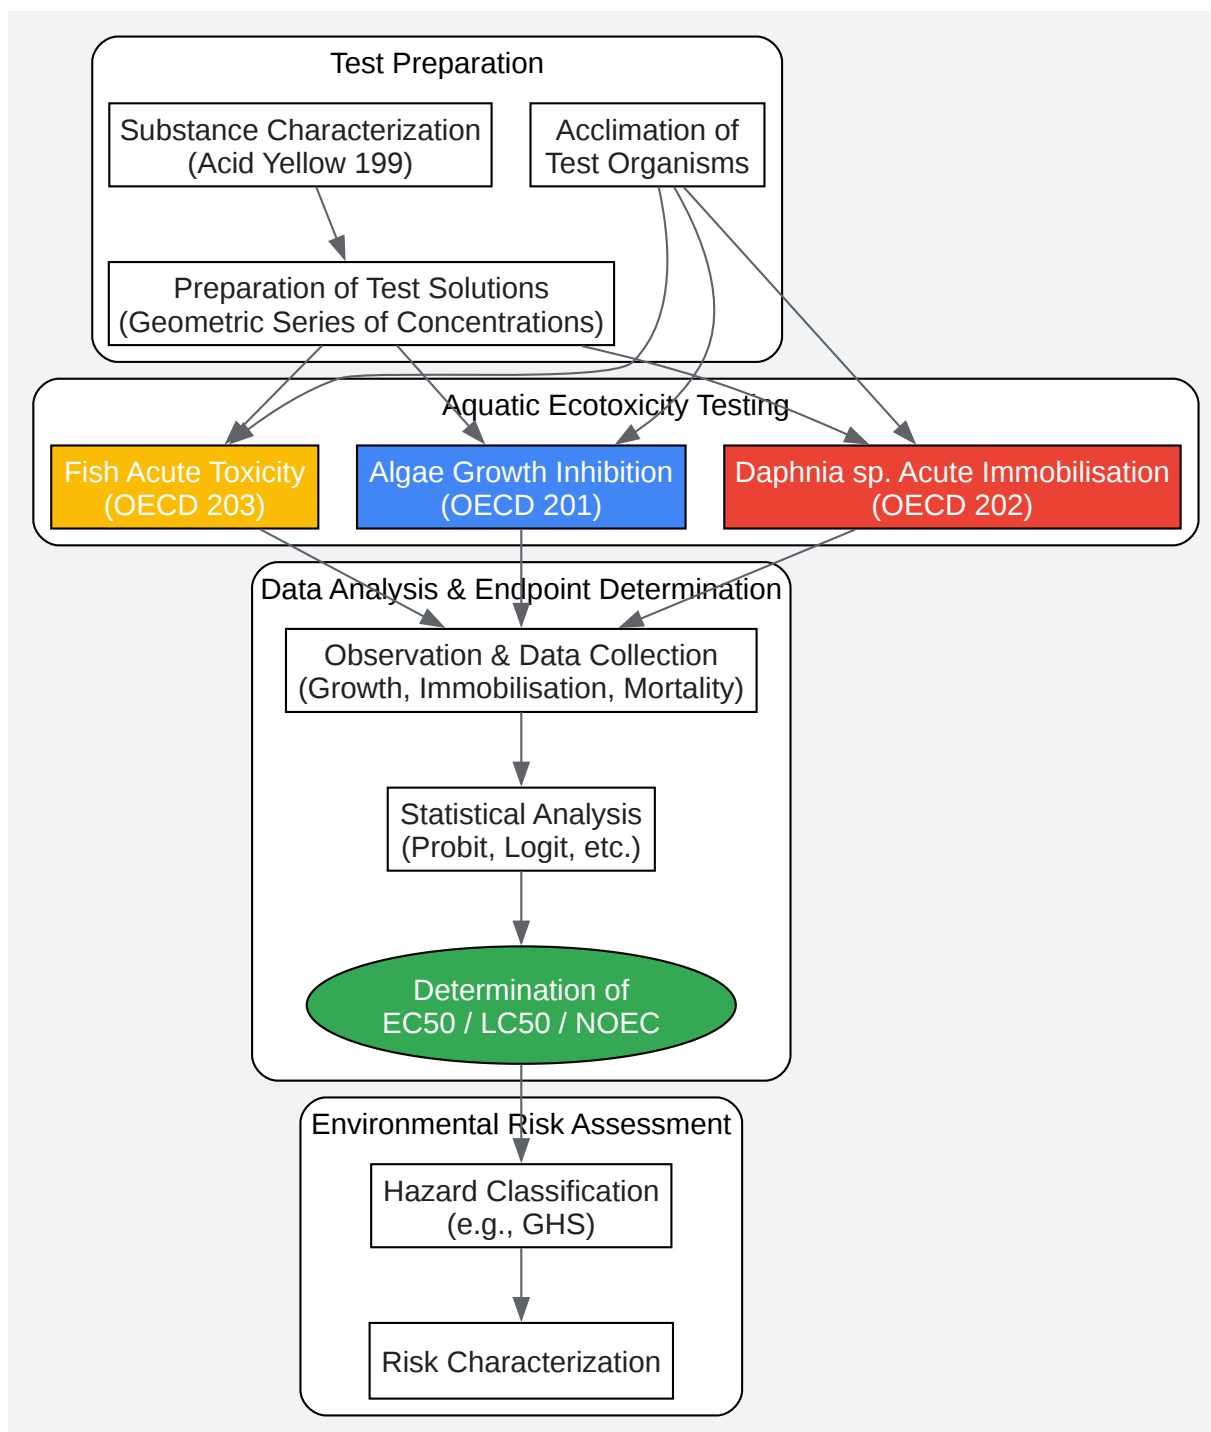 Test Preparation
Substance Characterization
(Acid Yellow 199)
Acclimation of
Test Organisms
Preparation of Test Solutions
(Geometric Series of Concentrations)
Aquatic Ecotoxicity Testing
Fish Acute Toxicity
(OECD 203)
Algae Growth Inhibition
(OECD 201)
Daphnia sp. Acute Immobilisation
(OECD 202)
Data Analysis & Endpoint Determination
Observation & Data Collection
(Growth, Immobilisation, Mortality)
Statistical Analysis
(Probit, Logit, etc.)
Determination of
EC50 / LC50 / NOEC
Environmental Risk Assessment
Hazard Classification
(e.g., GHS)
Risk Characterization